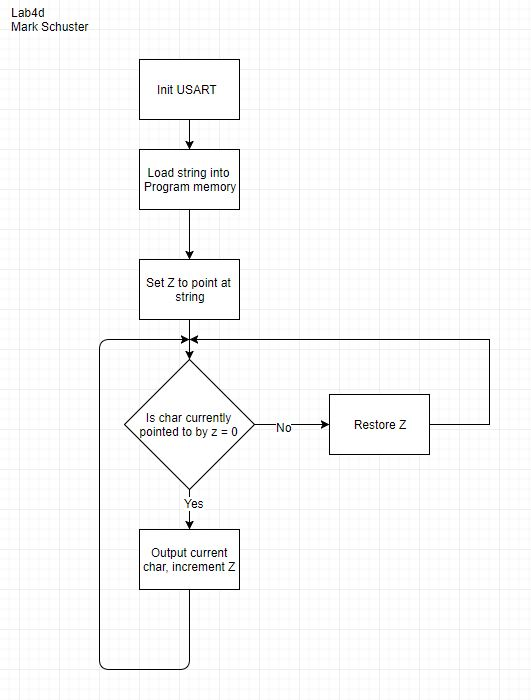 Lab4d
Mark Schuster
Init USART
Load string into
Program memory
Set Z to point at
string
Is char currently
pointed to by z = 0
No
Restore Z
Yes
Output current
char, increment Z